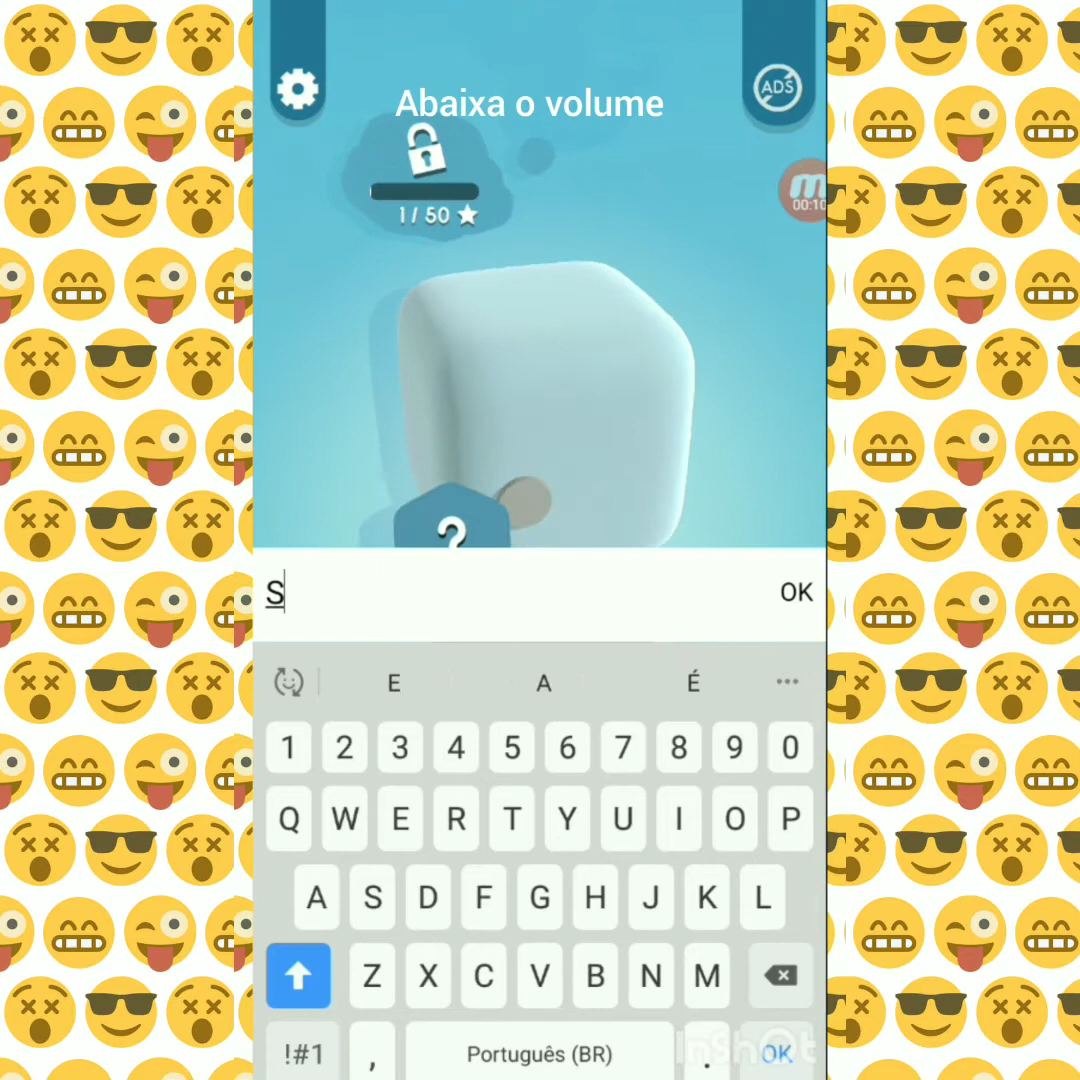 ADS
Abaixa o volume
m
00:10
1 / 50
?
S
OK
E A É ...
1 2 3 4 5 6 7 8 9 0
Q W E R T Y U I O P
A S D F G H J K L
Z X C V B N M
!#1 , Português (BR) . OK
InShOt